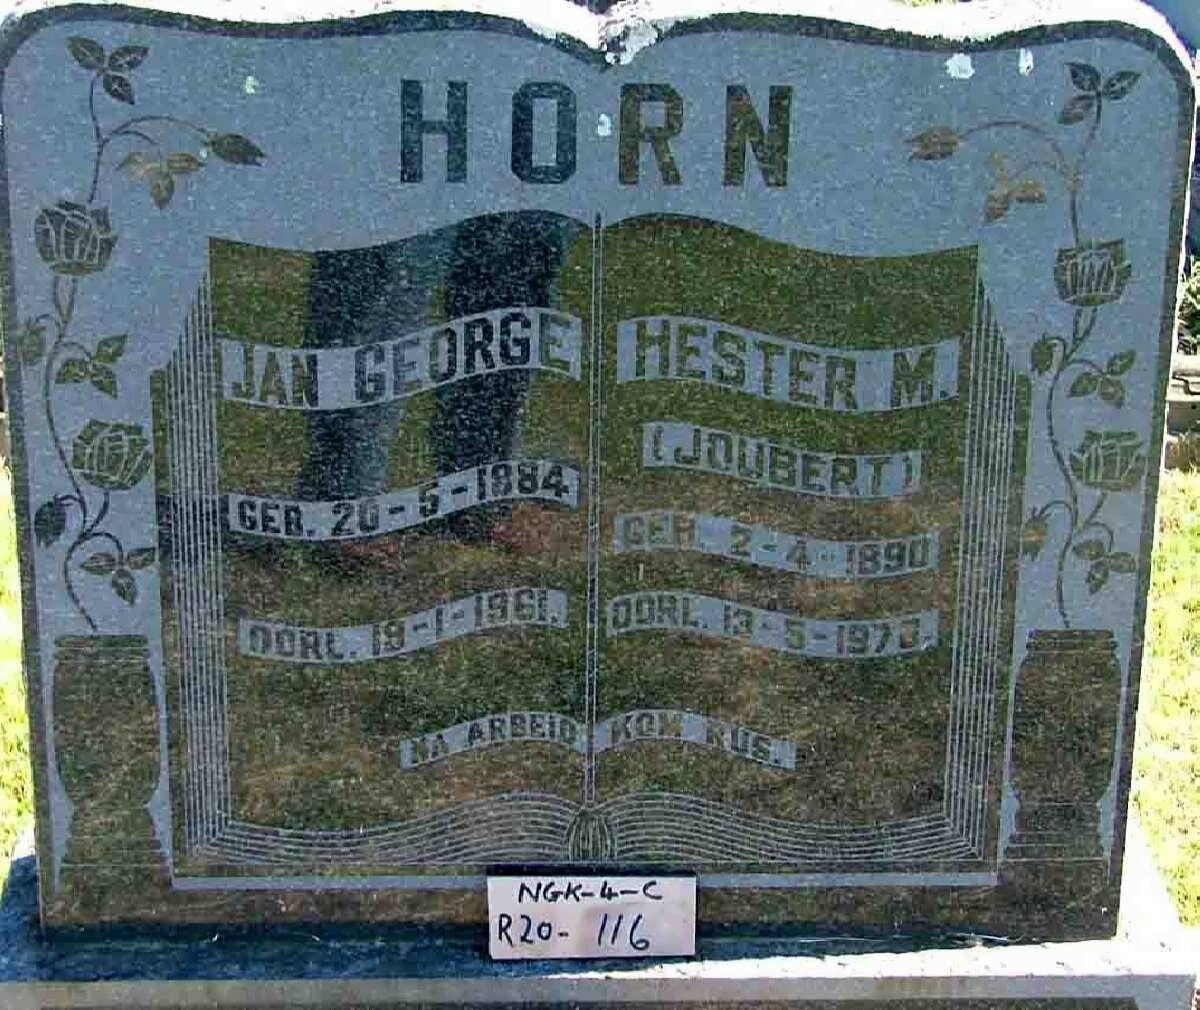 HORN
JAN GEORGE
GEB. 20-5-1884
OORL. 19-1-1961.
HESTER M.
(JOUBERT)
GEB. 2-4-1890
OORL. 13-5-1973.
NA ARBEID KOM RUS.
NGK-4-C
R20- 116